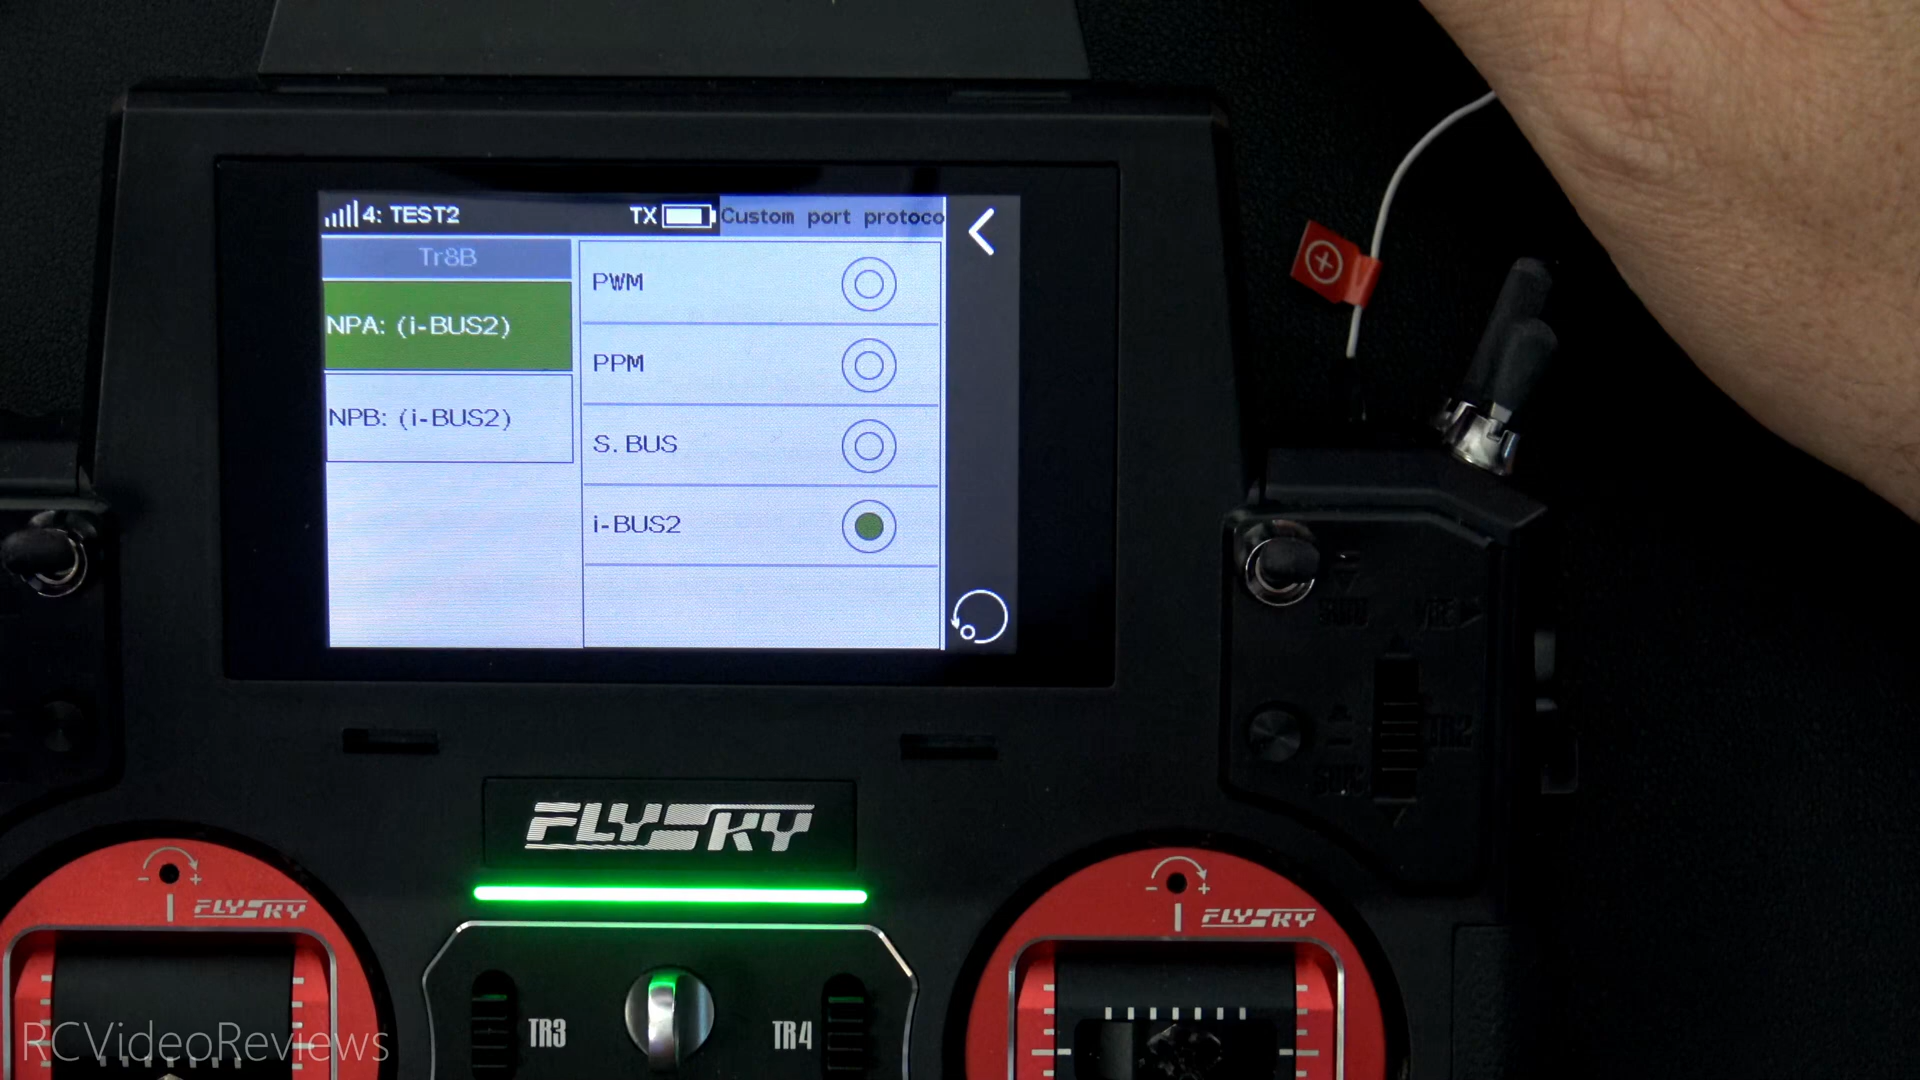 4: TEST2 TX Custom port protoco
Tr8B
NPA: (i-BUS2)
NPB: (i-BUS2)
PWM
PPM
S.BUS
i-BUS2
FLYSKY
- +
FLYSKY
- +
FLYSKY
TR3
TR4
TR2
RCVideoReviews